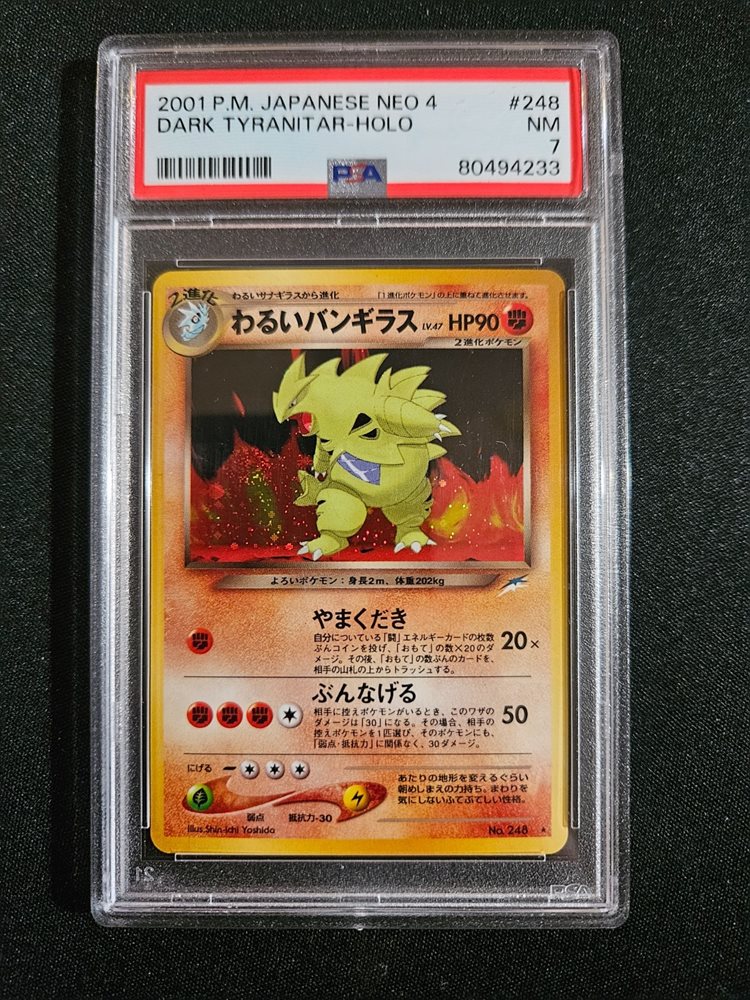 2001 P.M. JAPANESE NEO 4 #248
DARK TYRANITAR-HOLO NM
7
PSA 80494233
2進化 わるいサナギラスから進化 「1進化ポケモン」の上に重ねて進化させます。
わるいバンギラス LV.47 HP90
2進化ポケモン
よろいポケモン:身長2m、体重202kg
やまくだき
自分についている「闘」エネルギーカードの枚数
ぶんコインを投げ、「おもて」の数×20のダ
メージ。その後、「おもて」の数ぶんのカードを、
相手の山札の上からトラッシュする。
20×
ぶんなげる
相手に控えポケモンがいるとき、このワザの
ダメージは「30」になる。その場合、相手の
控えポケモンを1匹選び、そのポケモンにも、
「弱点・抵抗力」に関係なく、30ダメージ。
50
にげる
弱点 抵抗力-30
あたりの地形を変えるぐらい
朝めしまえの力持ち。まわりを
気にしないふてぶてしい性格。
Illus.Shin-ichi Yoshida No.248 ★
PSA